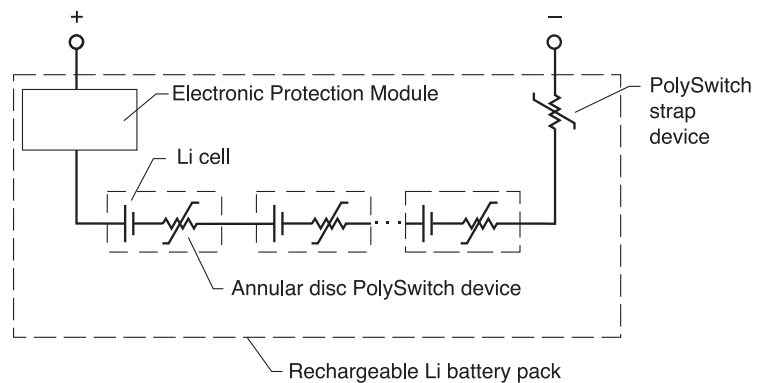 +
–
Electronic Protection Module
PolySwitch
strap
device
Li cell
Annular disc PolySwitch device
Rechargeable Li battery pack